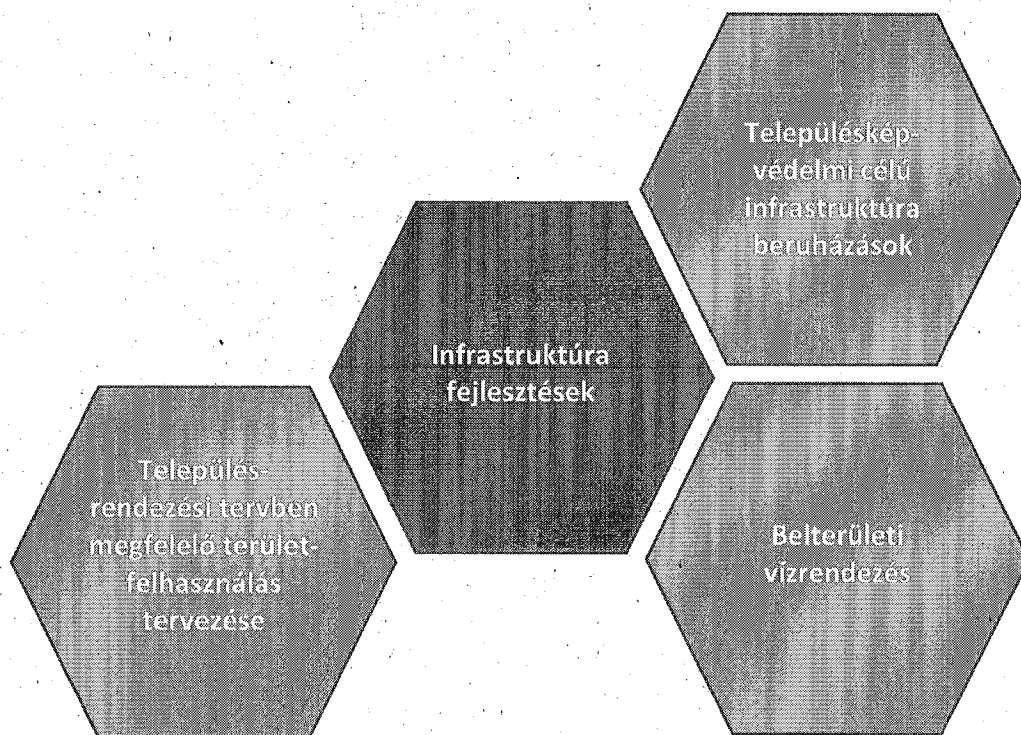 Településkép-
védelmi célú
infrastruktúra
beruházások
Infrastruktúra
fejlesztések
Település-
rendezési tervben
megfelelő terület-
felhasználás
tervezése
Belterületi
vízrendezés